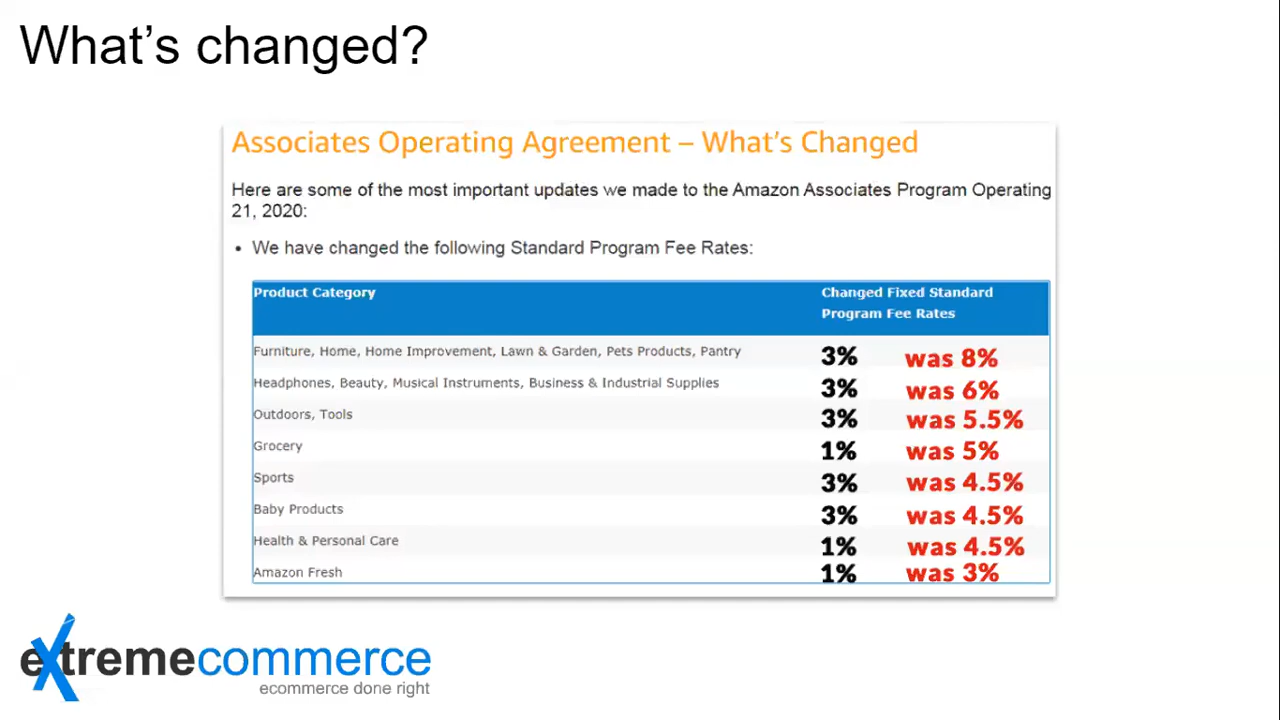 What's changed?
Associates Operating Agreement – What's Changed
Here are some of the most important updates we made to the Amazon Associates Program Operating
21, 2020:
• We have changed the following Standard Program Fee Rates:
Product Category Changed Fixed Standard
Program Fee Rates
Furniture, Home, Home Improvement, Lawn & Garden, Pets Products, Pantry 3% was 8%
Headphones, Beauty, Musical Instruments, Business & Industrial Supplies 3% was 6%
Outdoors, Tools 3% was 5.5%
Grocery 1% was 5%
Sports 3% was 4.5%
Baby Products 3% was 4.5%
Health & Personal Care 1% was 4.5%
Amazon Fresh 1% was 3%
extremecommerce
ecommerce done right